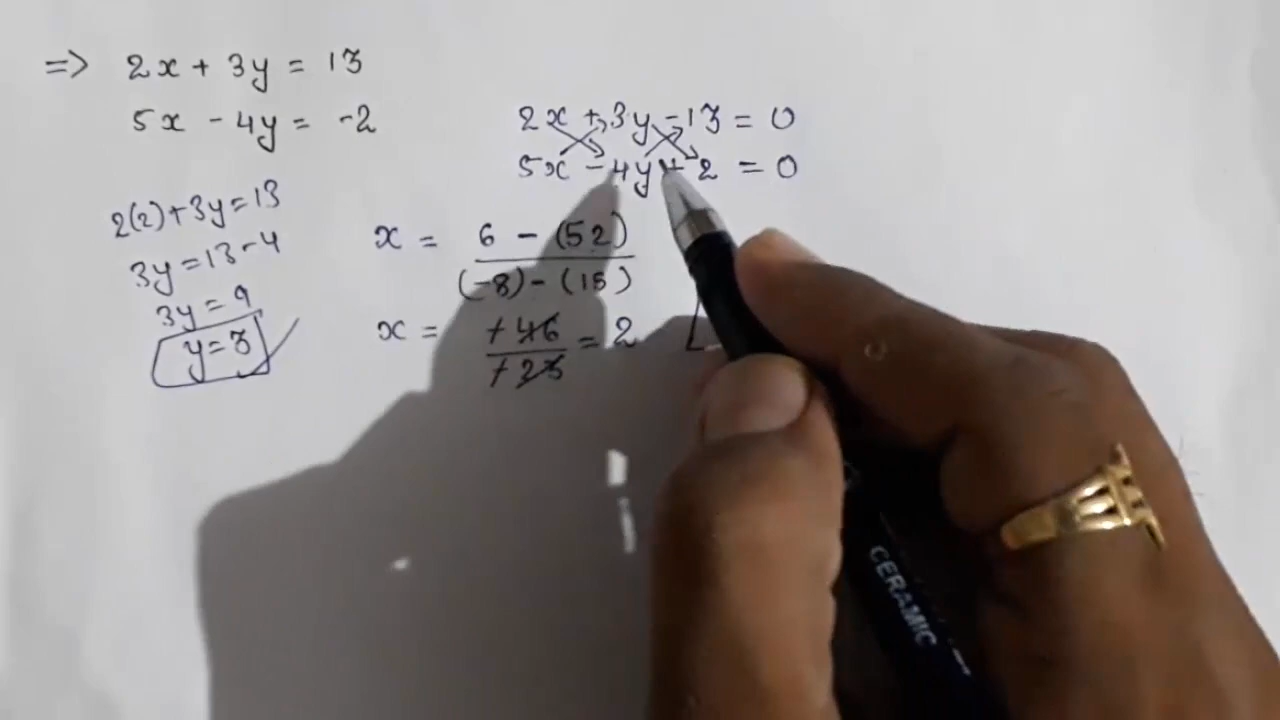 => 2x + 3y = 13
5x - 4y = -2
2x + 3y - 13 = 0
5x - 4y + 2 = 0
2(2) + 3y = 13
3y = 13 - 4
3y = 9
y = 3
x = 6 - (52) / (-8) - (15)
x = +46 / +23 = 2
CERAMIC